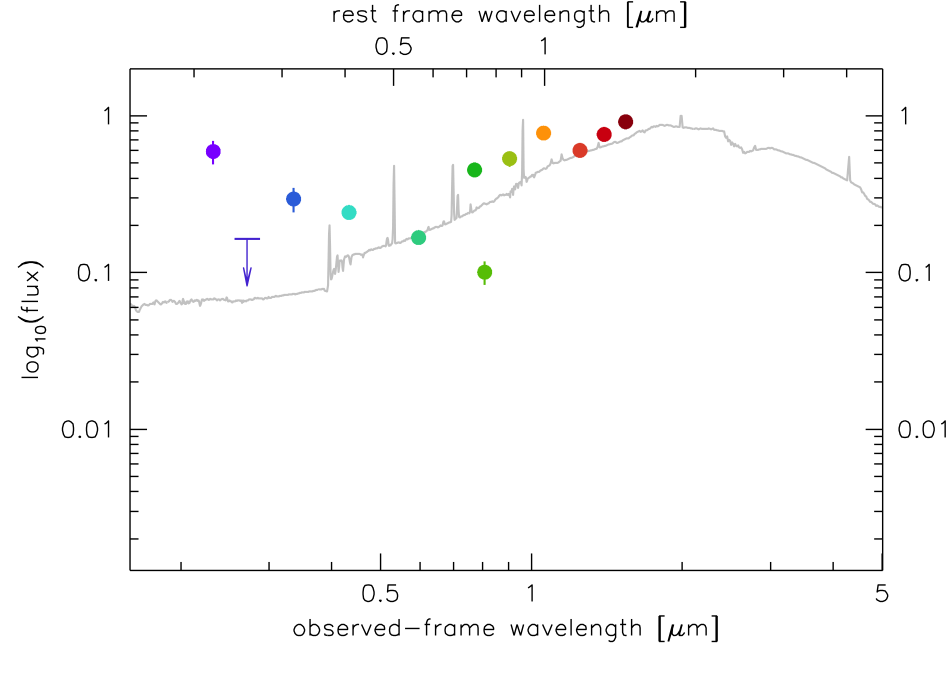 rest frame wavelength [μm]
0.5 1
1 1
0.1 0.1
0.01 0.01
log10(flux)
0.5 1 5
observed-frame wavelength [μm]